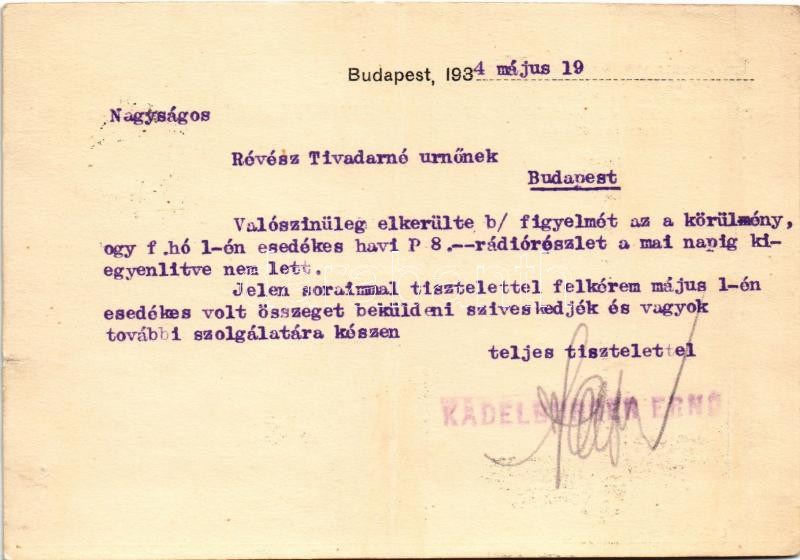 Budapest, 1934 május 19
Nagyságos
Révész Tivadarné urnőnek
Budapest
Valószinüleg elkerülte b/ figyelmét az a körülmény,
ogy f.hó 1-én esedékes havi P 8.--rádiórészlet a mai napig ki-
egyenlitve nem lett.
Jelen soraimmal tisztelettel felkérem május 1-én
esedékes volt összeget beküldeni sziveskedjék és vagyok
további szolgálatára készen
teljes tisztelettel
KADELBURGER ERNŐ